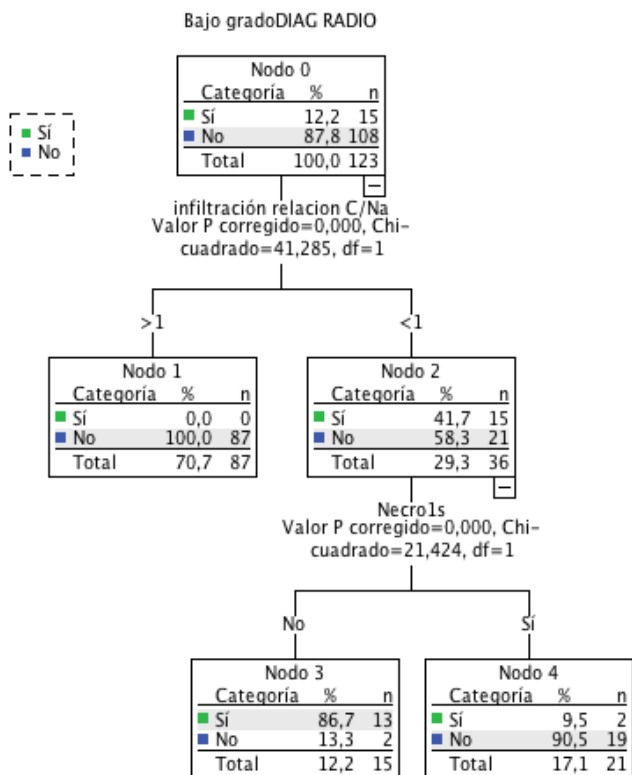 Bajo gradoDIAG RADIO
Sí
No
Nodo 0
Categoría % n
Sí 12,2 15
No 87,8 108
Total 100,0 123
infiltración relacion C/Na
Valor P corregido=0,000, Chi-
cuadrado=41,285, df=1
>1
<1
Nodo 1
Categoría % n
Sí 0,0 0
No 100,0 87
Total 70,7 87
Nodo 2
Categoría % n
Sí 41,7 15
No 58,3 21
Total 29,3 36
Necro1s
Valor P corregido=0,000, Chi-
cuadrado=21,424, df=1
No
Sí
Nodo 3
Categoría % n
Sí 86,7 13
No 13,3 2
Total 12,2 15
Nodo 4
Categoría % n
Sí 9,5 2
No 90,5 19
Total 17,1 21